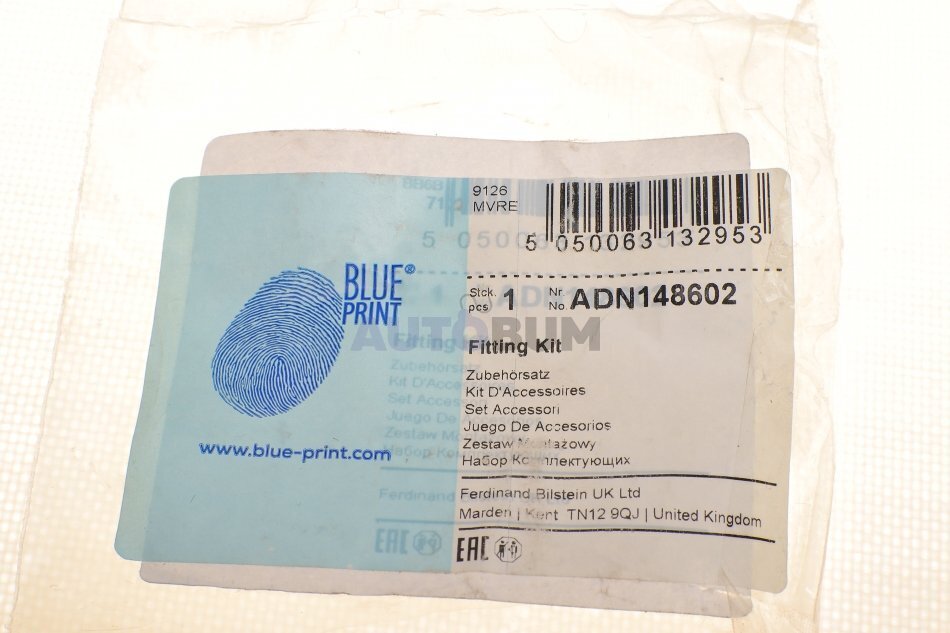 9126
MVRE
5 050063 132953
BLUE®
PRINT
Stck. 1 Nr.
pcs No. ADN148602
AUTOBUM
Fitting Kit
Zubehörsatz
Kit D'Accessoires
Set Accessori
Juego De Accesorios
Zestaw Montażowy
Набор Комплектующих
www.blue-print.com
Ferdinand Bilstein UK Ltd
Marden | Kent TN12 9QJ | United Kingdom
EAC